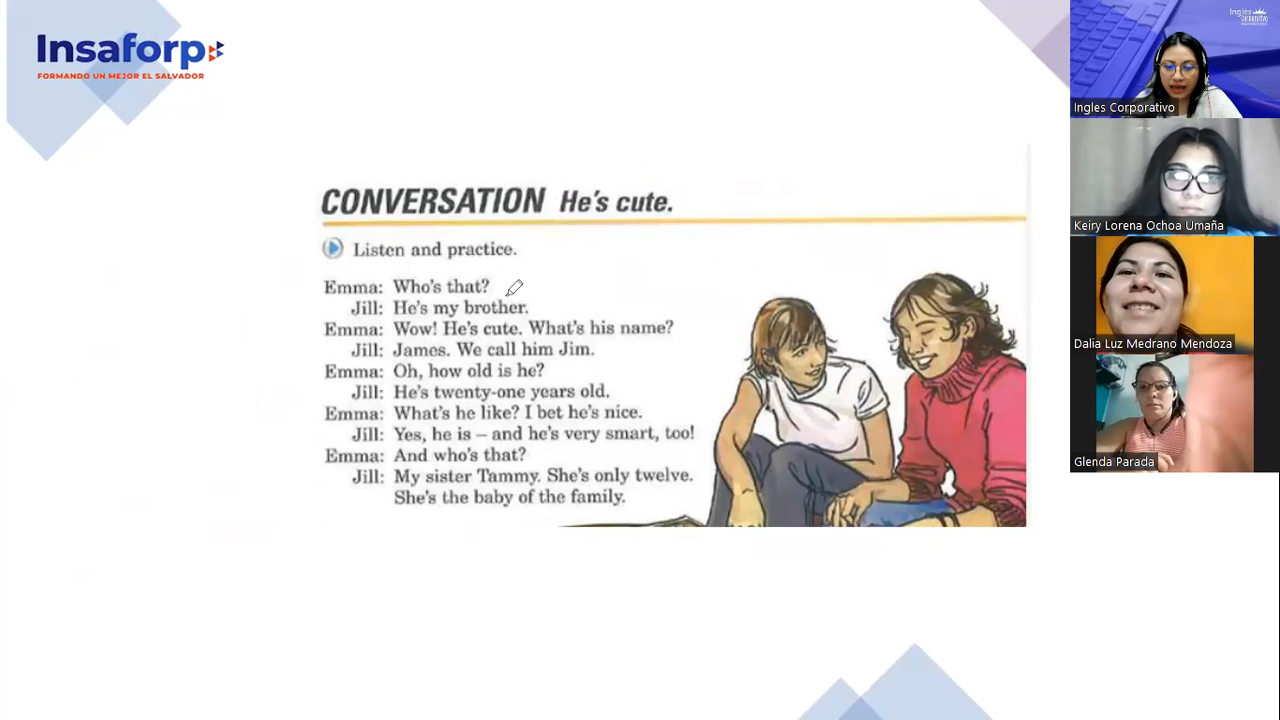 Insaforp
FORMANDO UN MEJOR EL SALVADOR
CONVERSATION He's cute.
Listen and practice.
Emma: Who's that?
Jill: He's my brother.
Emma: Wow! He's cute. What's his name?
Jill: James. We call him Jim.
Emma: Oh, how old is he?
Jill: He's twenty-one years old.
Emma: What's he like? I bet he's nice.
Jill: Yes, he is – and he's very smart, too!
Emma: And who's that?
Jill: My sister Tammy. She's only twelve.
She's the baby of the family.
Ingles Corporativo
Keiry Lorena Ochoa Umaña
Dalia Luz Medrano Mendoza
Glenda Parada